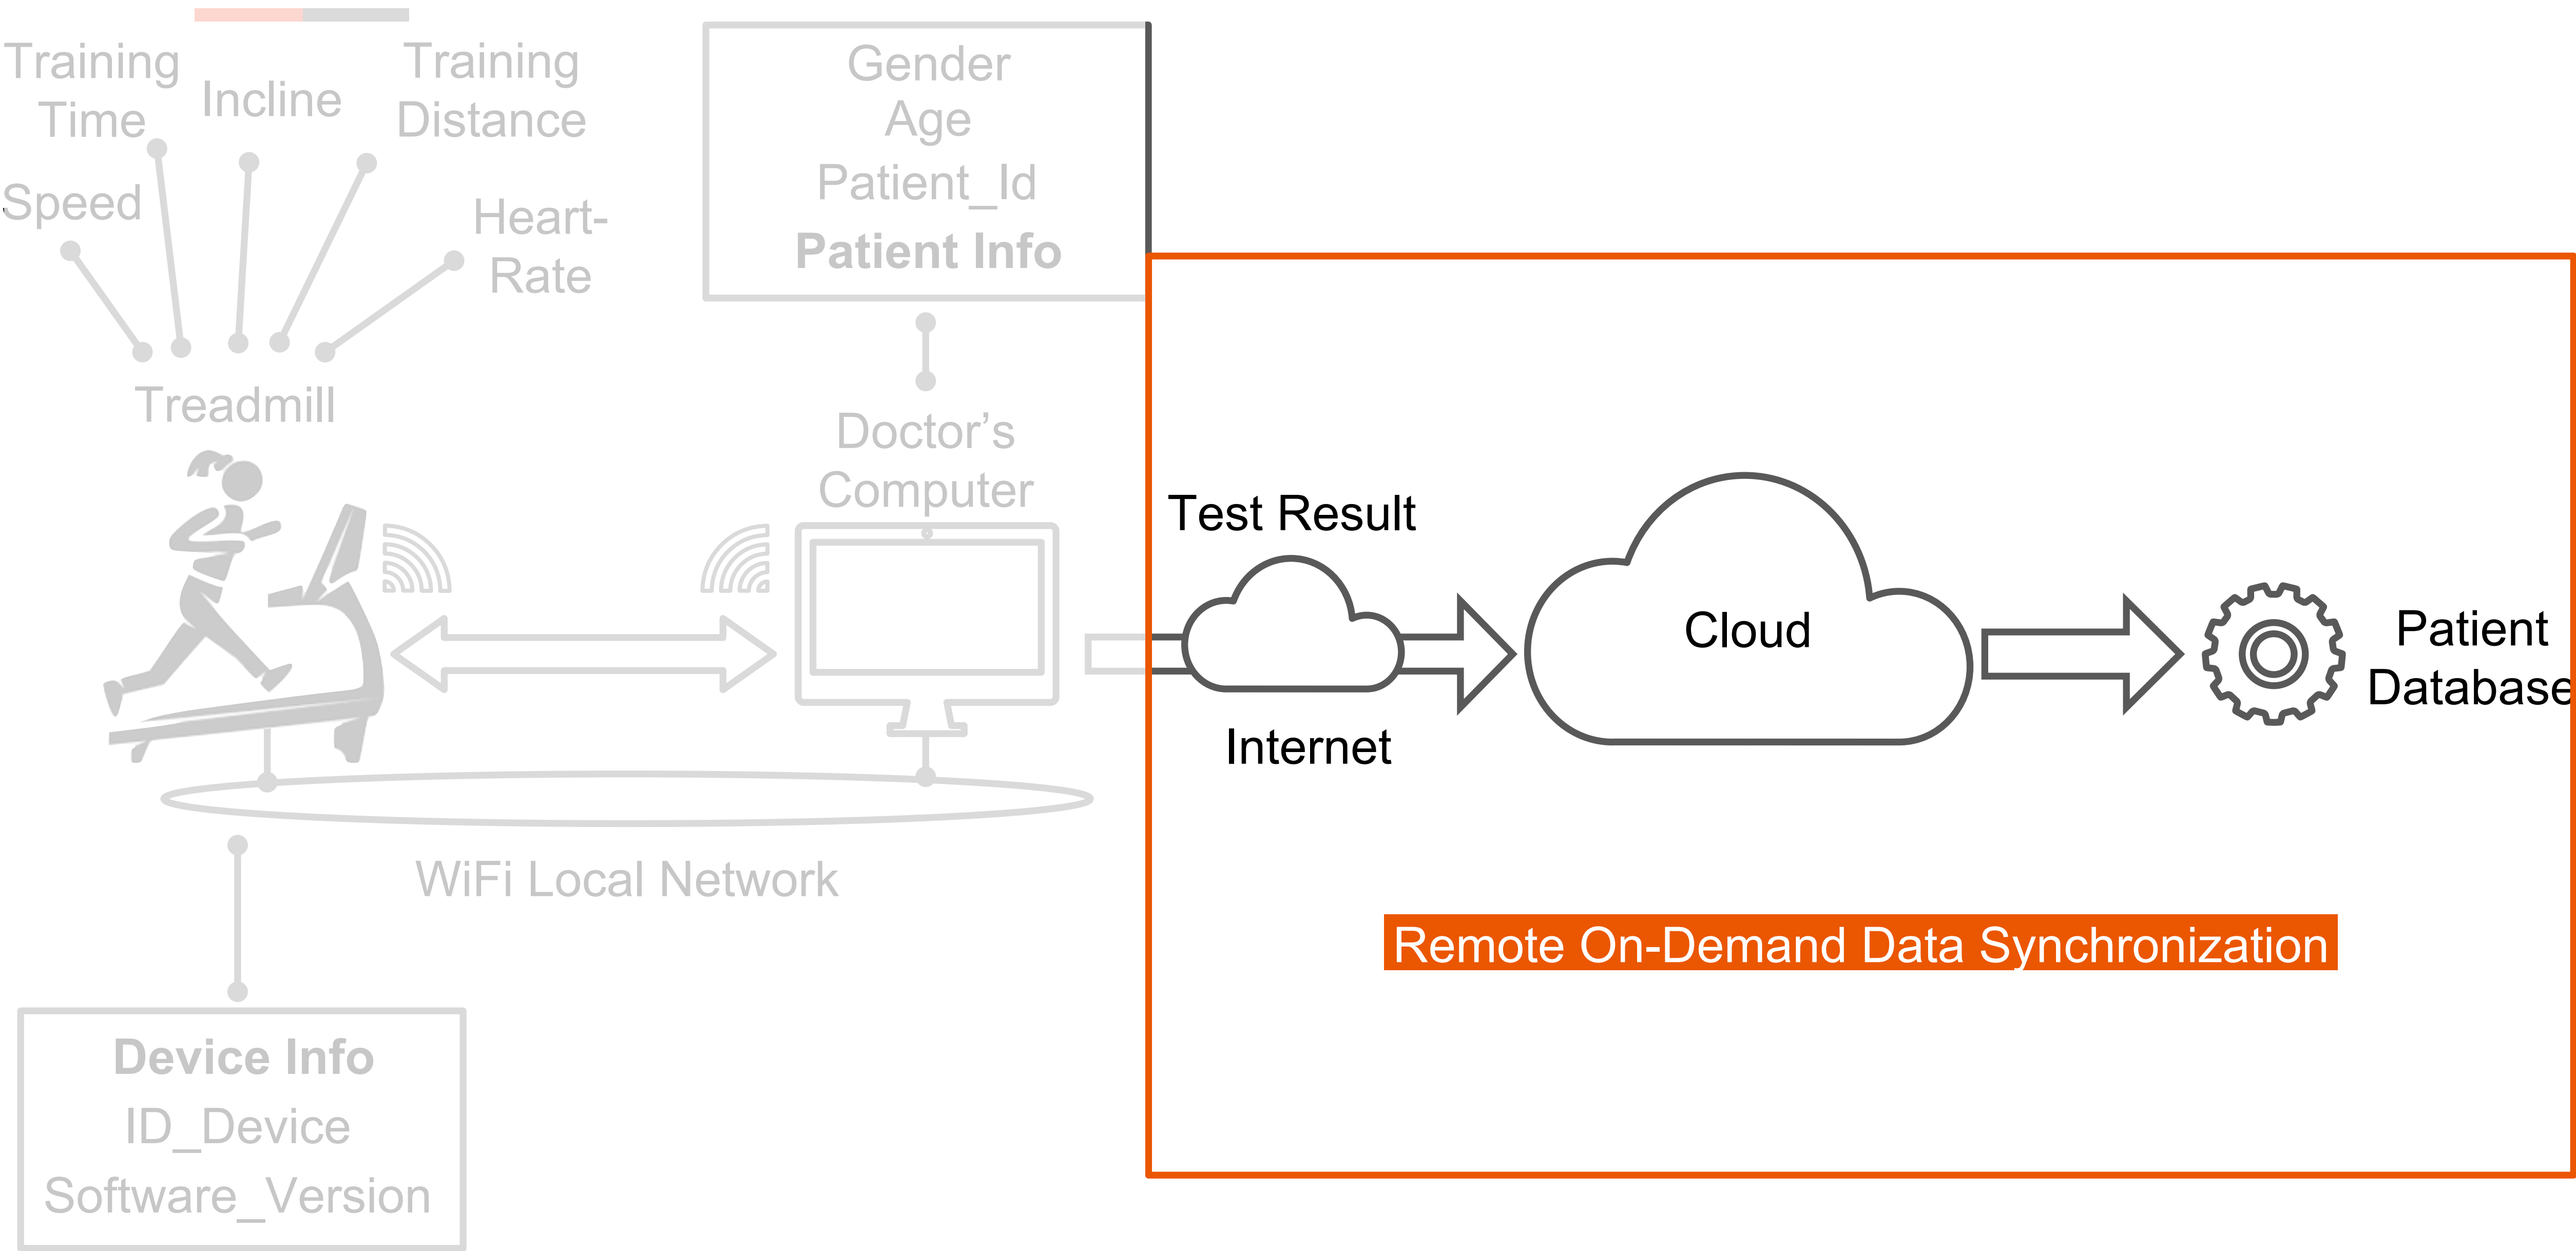 Training
Time
Incline
Training
Distance
Speed
Heart-
Rate
Treadmill
Gender
Age
Patient_Id
Patient Info
Doctor’s
Computer
Test Result
Internet
Cloud
Patient
Database
WiFi Local Network
Remote On-Demand Data Synchronization
Device Info
ID_Device
Software_Version